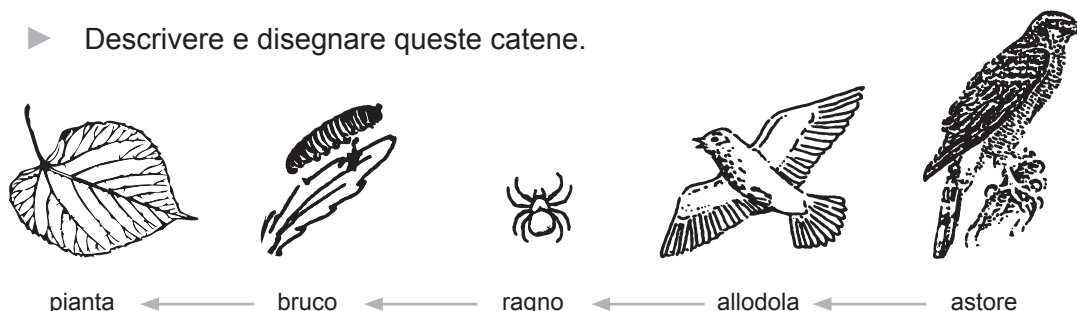 Descrivere e disegnare queste catene.
pianta bruco ragno allodola astore